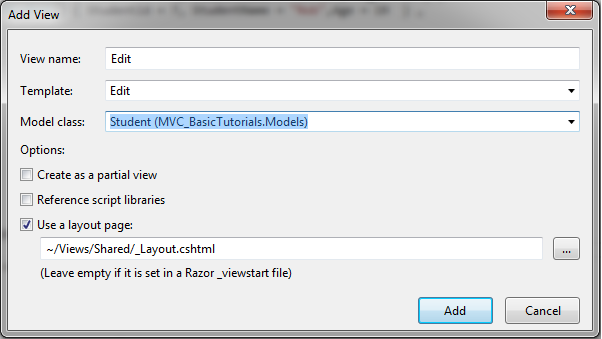 Add View
View name: Edit
Template: Edit
Model class: Student (MVC_BasicTutorials.Models)
Options:
Create as a partial view
Reference script libraries
Use a layout page:
~/Views/Shared/_Layout.cshtml ...
(Leave empty if it is set in a Razor _viewstart file)
Add Cancel